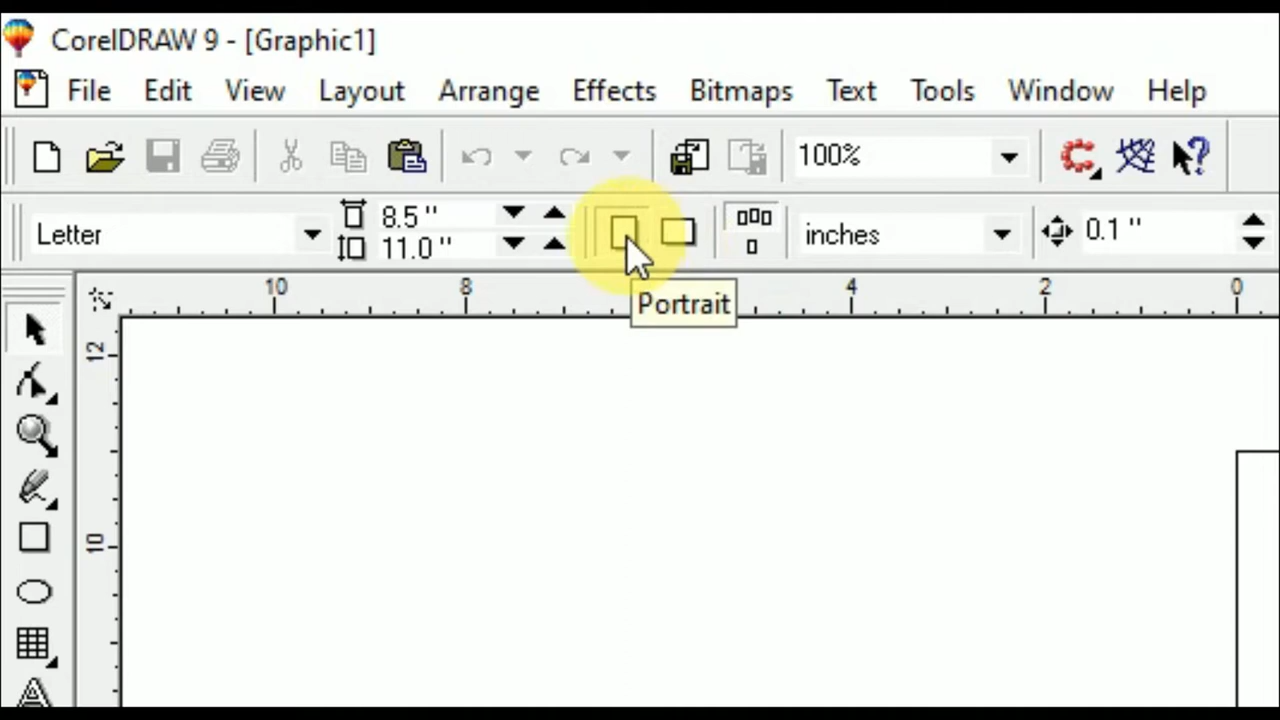 CorelDRAW 9 - [Graphic1]
File Edit View Layout Arrange Effects Bitmaps Text Tools Window Help
100%
Letter 8.5 " inches 0.1 "
11.0 "
Portrait
10 8 4 2 0
12
10